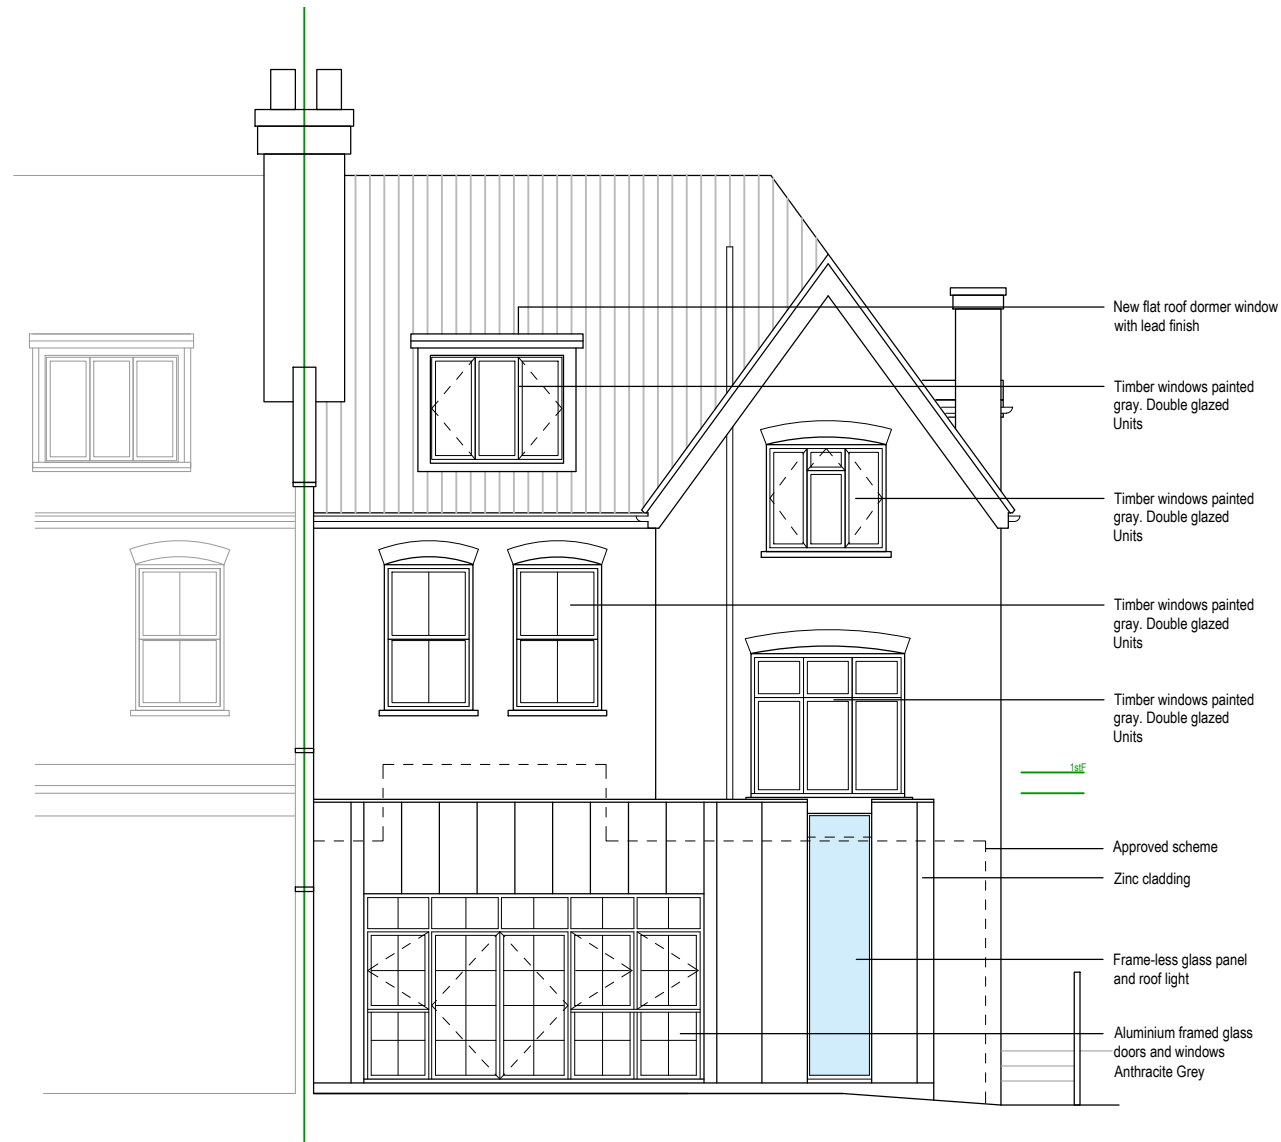 New flat roof dormer window
with lead finish
Timber windows painted
gray. Double glazed
Units
Timber windows painted
gray. Double glazed
Units
Timber windows painted
gray. Double glazed
Units
Timber windows painted
gray. Double glazed
Units
1stF
Approved scheme
Zinc cladding
Frame-less glass panel
and roof light
Aluminium framed glass
doors and windows
Anthracite Grey